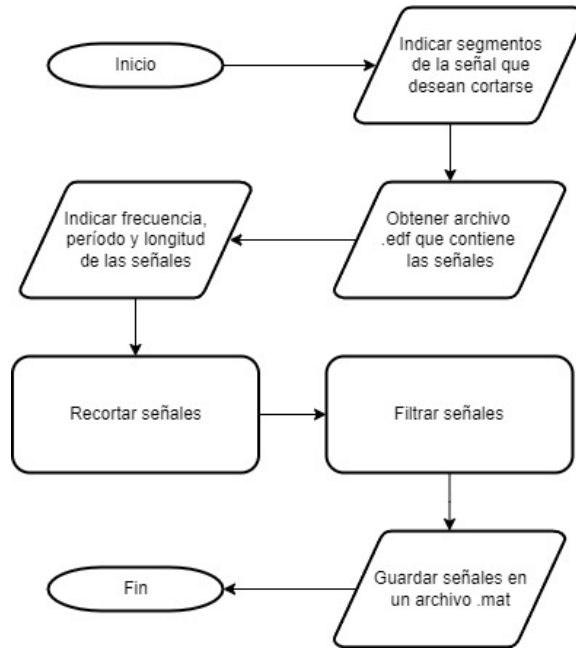 Inicio
Indicar segmentos
de la señal que
desean cortarse
Obtener archivo
.edf que contiene
las señales
Indicar frecuencia,
período y longitud
de las señales
Recortar señales
Filtrar señales
Guardar señales en
un archivo .mat
Fin